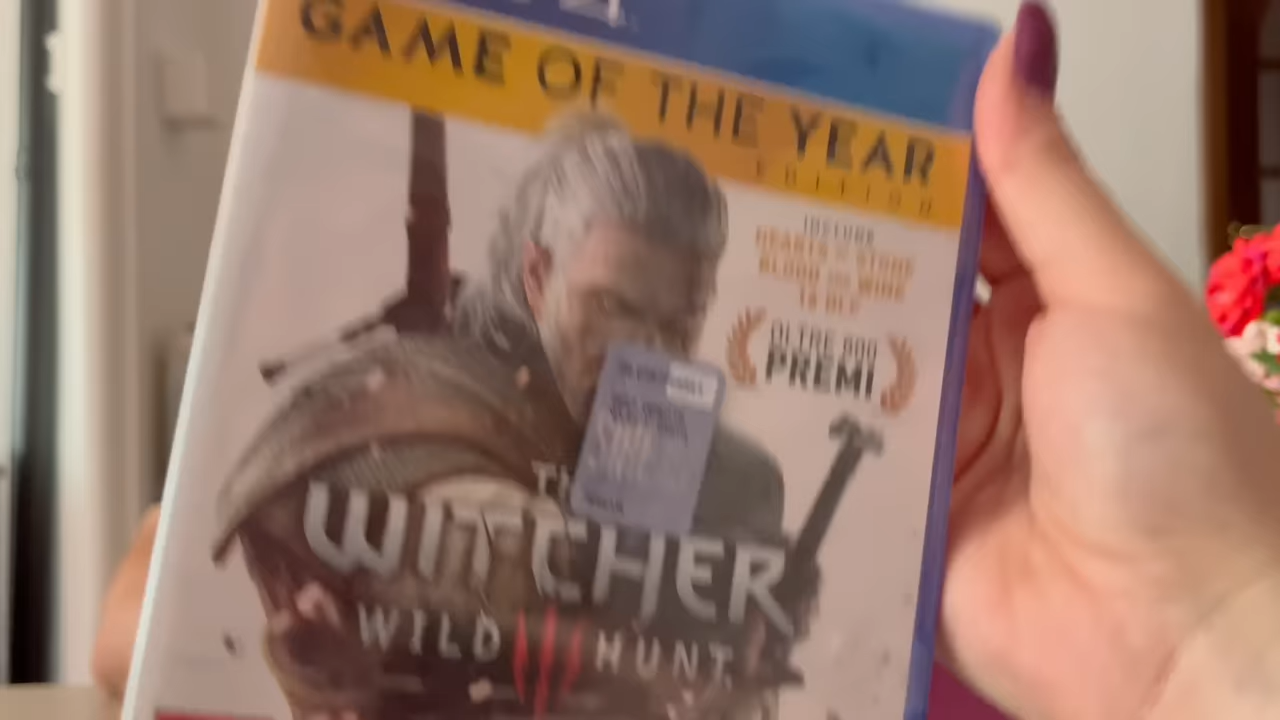 4
GAME OF THE YEAR
EDITION
INCLUDE
HEARTS OF STONE
BLOOD AND WINE
16 DLC
OLTRE 800
PREMI
WITCHER
WILD HUNT